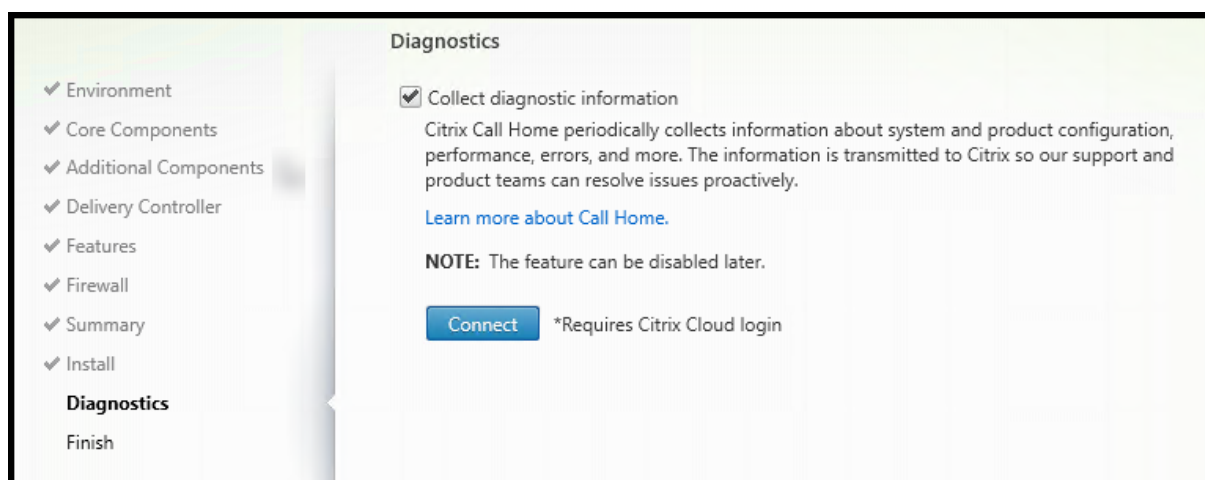 Diagnostics
Environment
Core Components
Additional Components
Delivery Controller
Features
Firewall
Summary
Install
Diagnostics
Finish
Collect diagnostic information
Citrix Call Home periodically collects information about system and product configuration,
performance, errors, and more. The information is transmitted to Citrix so our support and
product teams can resolve issues proactively.
Learn more about Call Home.
NOTE: The feature can be disabled later.
Connect *Requires Citrix Cloud login